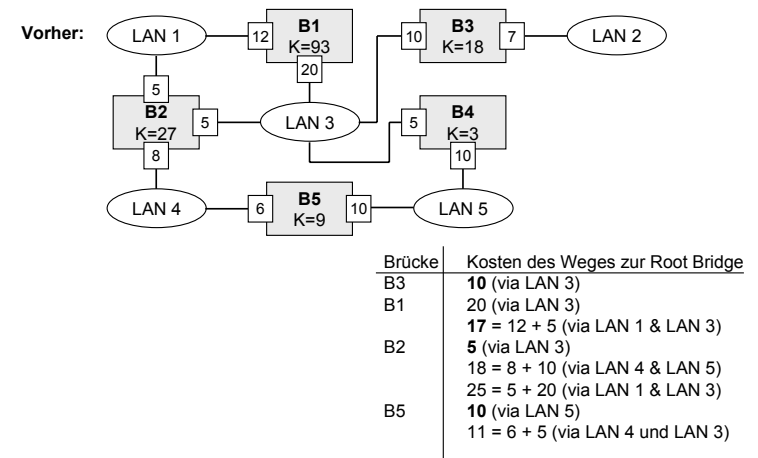 Vorher:
LAN 1
12
B1
K=93
20
10
B3
K=18
7
LAN 2
5
B2
K=27
5
8
LAN 3
5
B4
K=3
10
LAN 4
6
B5
K=9
10
LAN 5
Brücke Kosten des Weges zur Root Bridge
B3 10 (via LAN 3)
B1 20 (via LAN 3)
17 = 12 + 5 (via LAN 1 & LAN 3)
B2 5 (via LAN 3)
18 = 8 + 10 (via LAN 4 & LAN 5)
25 = 5 + 20 (via LAN 1 & LAN 3)
B5 10 (via LAN 5)
11 = 6 + 5 (via LAN 4 und LAN 3)